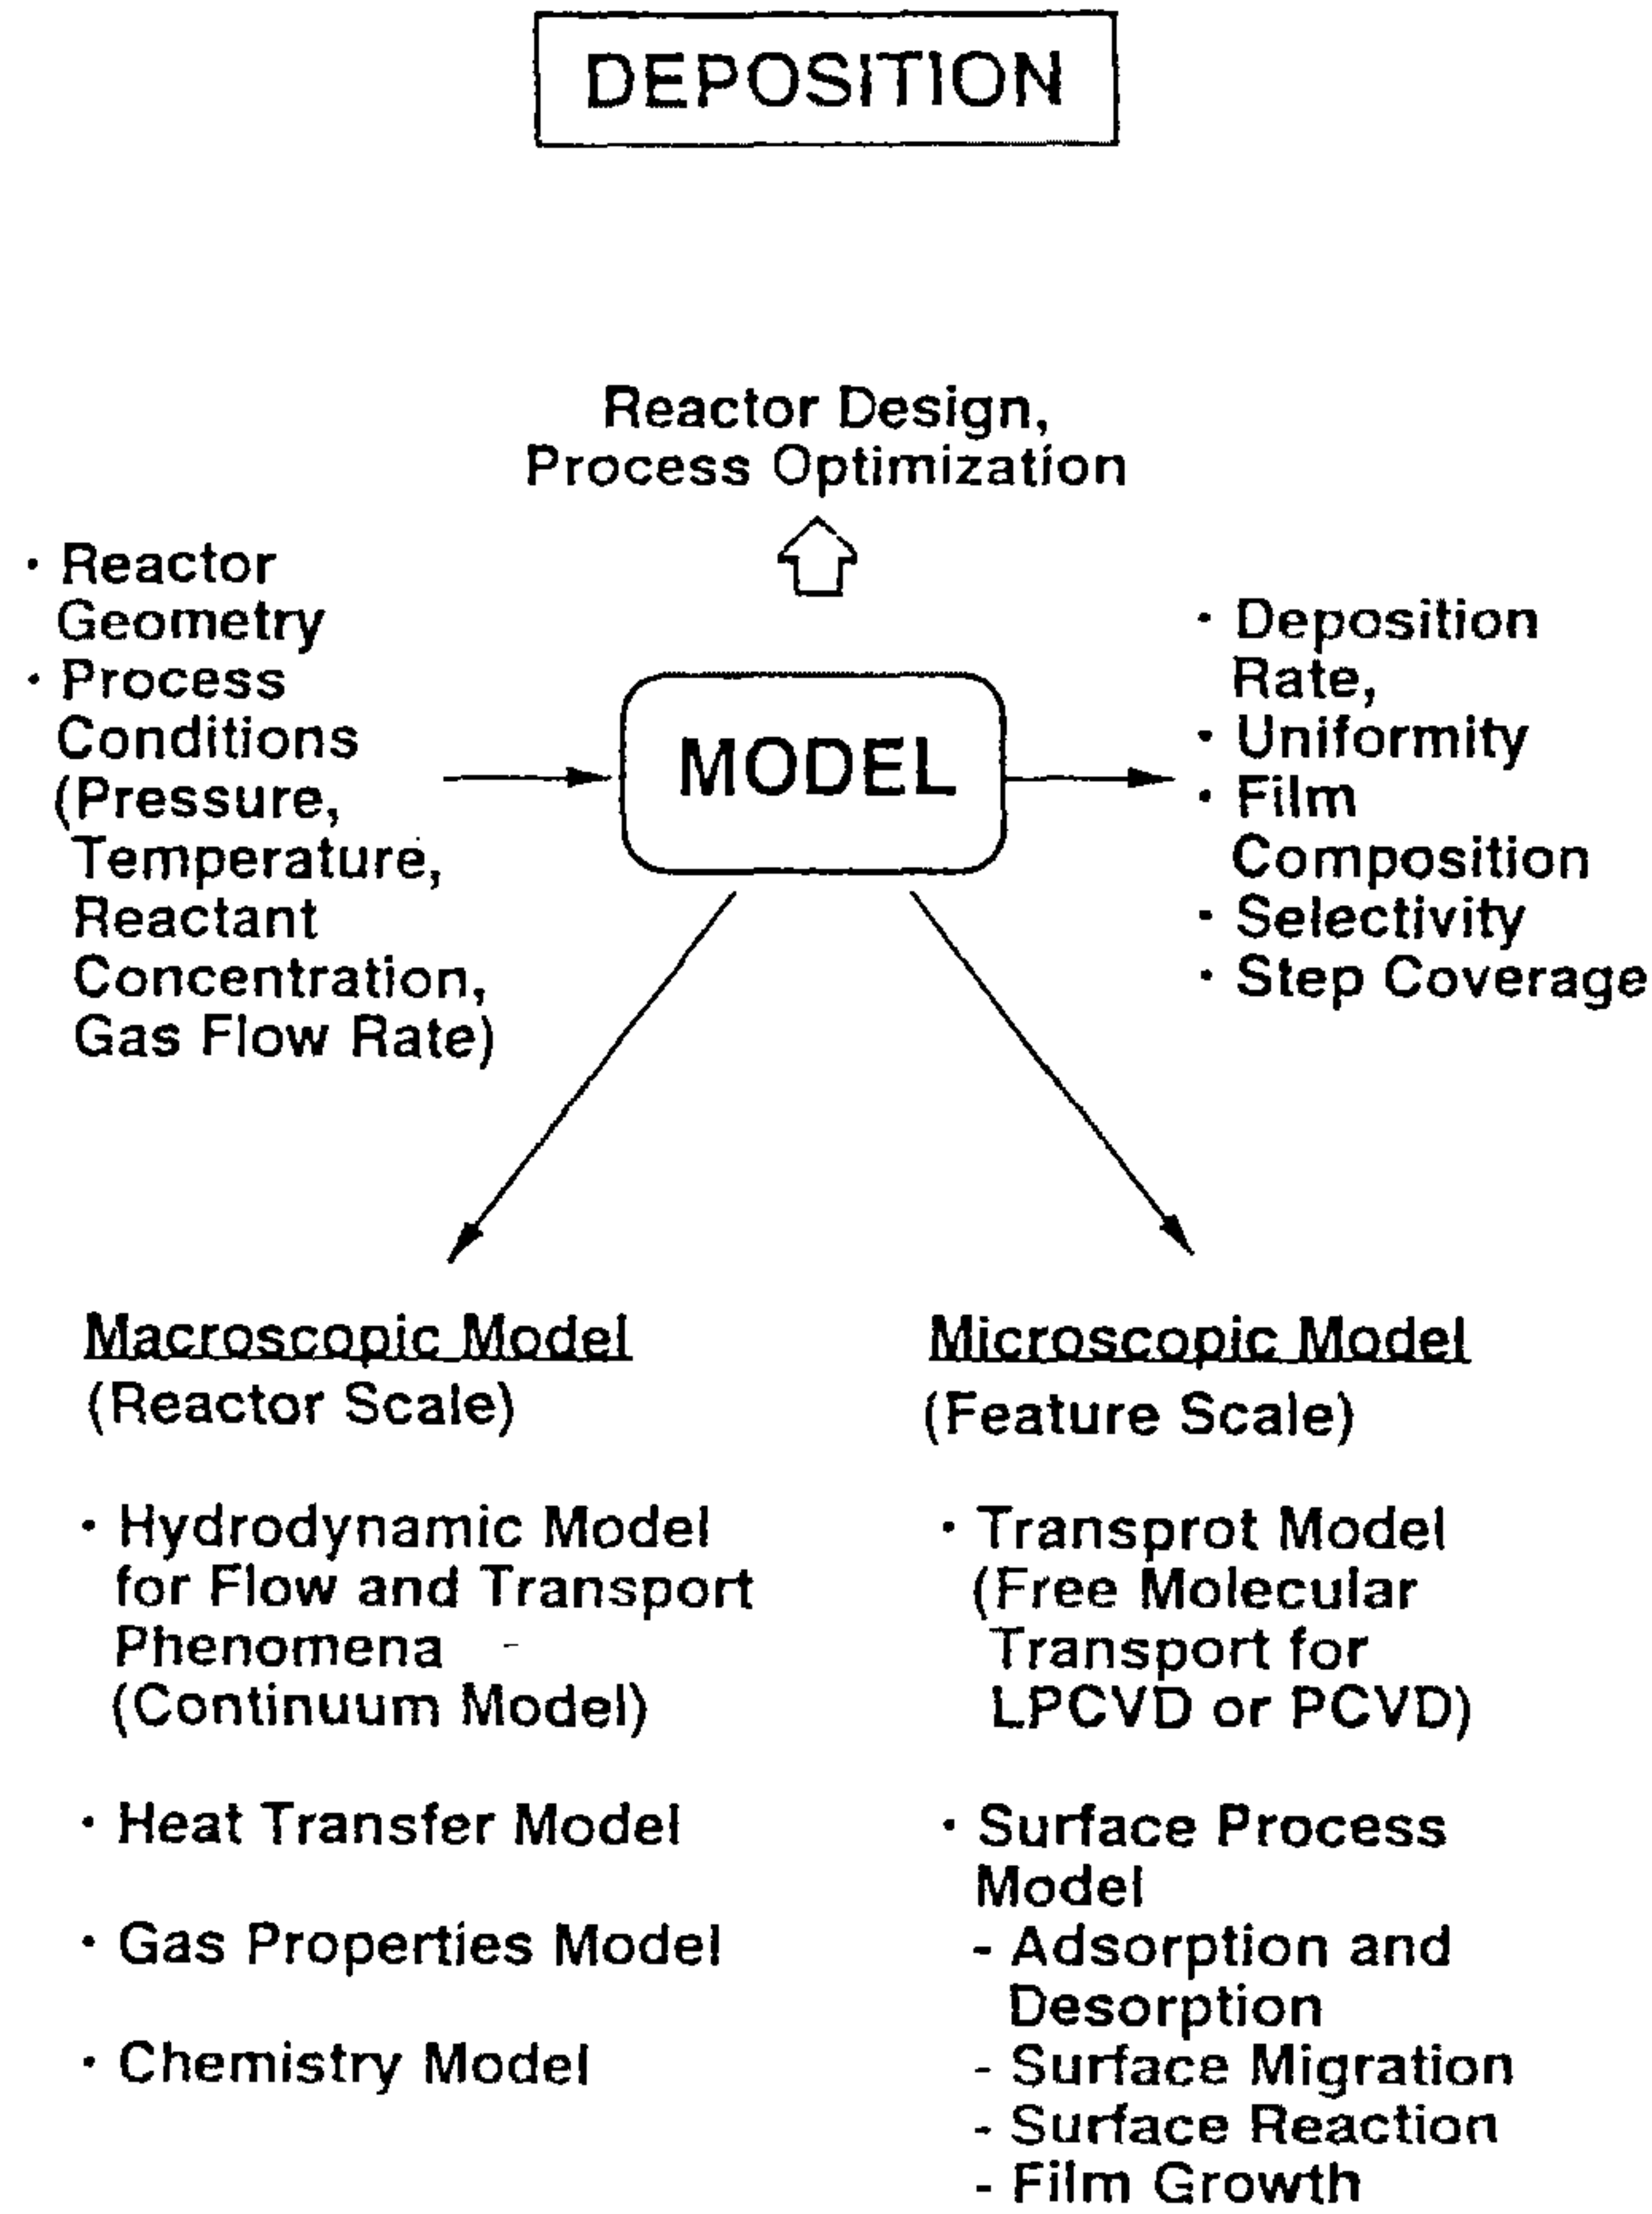 DEPOSITION
Reactor Design,
Process Optimization
· Reactor
Geometry
· Process
Conditions
(Pressure,
Temperature,
Reactant
Concentration,
Gas Flow Rate)
MODEL
· Deposition
Rate,
· Uniformity
· Film
Composition
· Selectivity
· Step Coverage
Macroscopic Model
(Reactor Scale)
· Hydrodynamic Model
for Flow and Transport
Phenomena
(Continuum Model)
· Heat Transfer Model
· Gas Properties Model
· Chemistry Model
Microscopic Model
(Feature Scale)
· Transprot Model
(Free Molecular
Transport for
LPCVD or PCVD)
· Surface Process
Model
- Adsorption and
Desorption
- Surface Migration
- Surface Reaction
- Film Growth